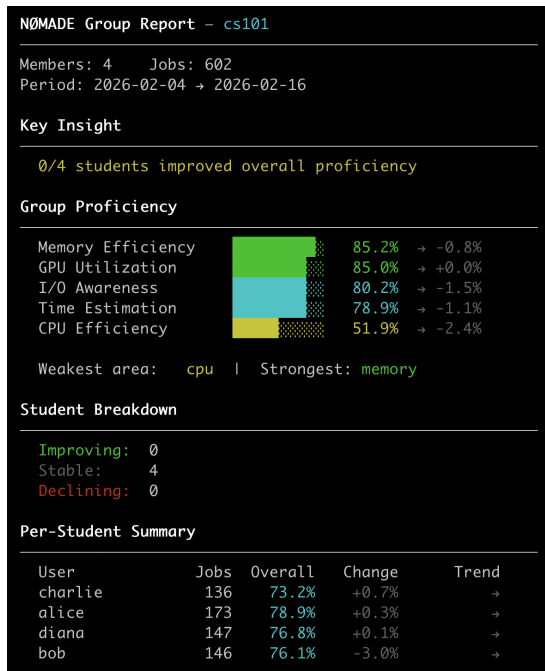 NØMADE Group Report — cs101
Members: 4    Jobs: 602
Period: 2026-02-04 → 2026-02-16
Key Insight
0/4 students improved overall proficiency
Group Proficiency
Memory Efficiency 85.2% → -0.8%
GPU Utilization 85.0% → +0.0%
I/O Awareness 80.2% → -1.5%
Time Estimation 78.9% → -1.1%
CPU Efficiency 51.9% → -2.4%
Weakest area: cpu | Strongest: memory
Student Breakdown
Improving: 0
Stable: 4
Declining: 0
Per-Student Summary
User Jobs Overall Change Trend
charlie 136 73.2% +0.7% →
alice 173 78.9% +0.3% →
diana 147 76.8% +0.1% →
bob 146 76.1% -3.0% →